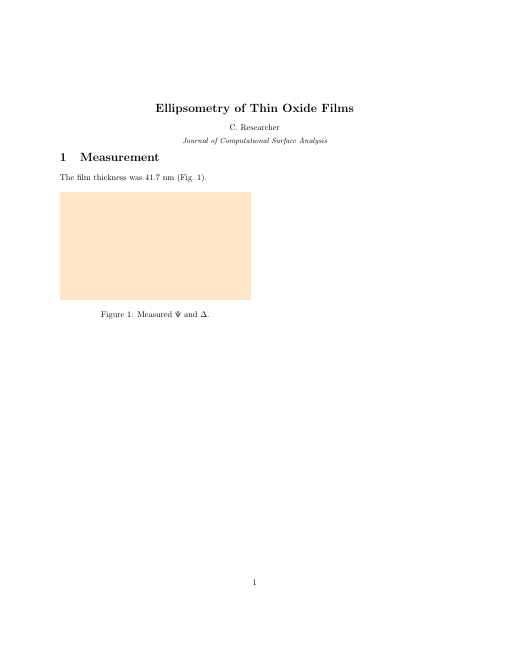 Ellipsometry of Thin Oxide Films
C. Researcher
Journal of Computational Surface Analysis
1 Measurement
The film thickness was 41.7 nm (Fig. 1).
Figure 1: Measured Ψ and Δ.
1